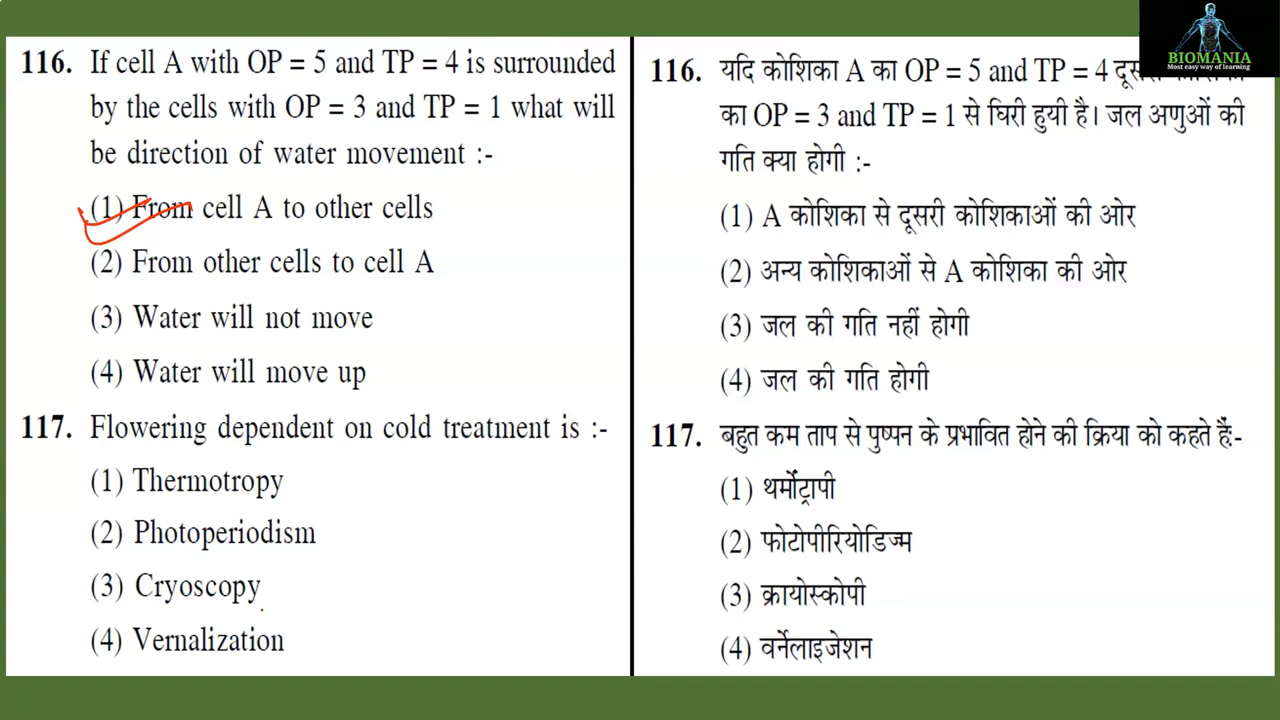 BIOMANIA
Most easy way of learning
116. If cell A with OP = 5 and TP = 4 is surrounded
by the cells with OP = 3 and TP = 1 what will
be direction of water movement :-
(1) From cell A to other cells
(2) From other cells to cell A
(3) Water will not move
(4) Water will move up
117. Flowering dependent on cold treatment is :-
(1) Thermotropy
(2) Photoperiodism
(3) Cryoscopy
(4) Vernalization
116. यदि कोशिका A का OP = 5 and TP = 4
का OP = 3 and TP = 1 से घिरी हुयी है। जल अणुओं की
गति क्या होगी :-
(1) A कोशिका से दूसरी कोशिकाओं की ओर
(2) अन्य कोशिकाओं से A कोशिका की ओर
(3) जल की गति नहीं होगी
(4) जल की गति होगी
117. बहुत कम ताप से पुष्पन के प्रभावित होने की क्रिया को कहते हैं:-
(1) थर्मोट्रापी
(2) फोटोपीरियोडिज्म
(3) क्रायोस्कोपी
(4) वर्नेलाइजेशन